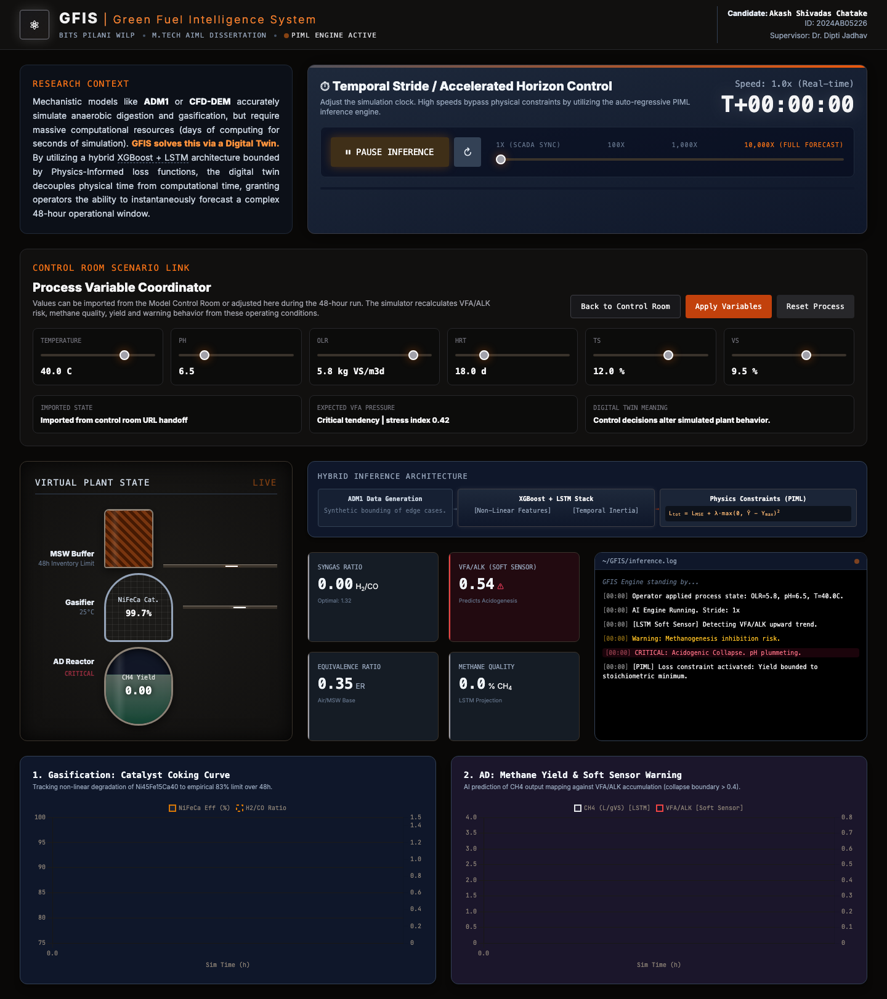 GFIS | Green Fuel Intelligence System
BITS PILANI WILP • M.TECH AIML DISSERTATION • PIML ENGINE ACTIVE
Candidate: Akash Shivadas Chatake
ID: 2024AB05226
Supervisor: Dr. Dipti Jadhav
RESEARCH CONTEXT
Mechanistic models like ADM1 or CFD-DEM accurately
simulate anaerobic digestion and gasification, but require
massive computational resources (days of computing for
seconds of simulation). GFIS solves this via a Digital Twin.
By utilizing a hybrid XGBoost + LSTM architecture bounded
by Physics-Informed loss functions, the digital twin
decouples physical time from computational time, granting
operators the ability to instantaneously forecast a complex
48-hour operational window.
⏱ Temporal Stride / Accelerated Horizon Control
Adjust the simulation clock. High speeds bypass physical constraints by utilizing the auto-regressive PIML
inference engine.
Speed: 1.0x (Real-time)
T+00:00:00
⏸ PAUSE INFERENCE
↻
1X (SCADA SYNC) 100X 1,000X 10,000X (FULL FORECAST)
CONTROL ROOM SCENARIO LINK
Process Variable Coordinator
Values can be imported from the Model Control Room or adjusted here during the 48-hour run. The simulator recalculates VFA/ALK
risk, methane quality, yield and warning behavior from these operating conditions.
Back to Control Room
Apply Variables
Reset Process
TEMPERATURE
40.0 C
PH
6.5
OLR
5.8 kg VS/m3d
HRT
18.0 d
TS
12.0 %
VS
9.5 %
IMPORTED STATE
Imported from control room URL handoff
EXPECTED VFA PRESSURE
Critical tendency | stress index 0.42
DIGITAL TWIN MEANING
Control decisions alter simulated plant behavior.
VIRTUAL PLANT STATE LIVE
MSW Buffer
48h Inventory Limit
Gasifier
25°C
NiFeCa Cat.
99.7%
AD Reactor
CRITICAL
CH4 Yield
0.00
HYBRID INFERENCE ARCHITECTURE
ADM1 Data Generation
Synthetic bounding of edge cases.
→
XGBoost + LSTM Stack
[Non-Linear Features] [Temporal Inertia]
→
Physics Constraints (PIML)
Lₜₒₜ = L_MSE + λ·max(0, Ŷ − Yₘₐₓ)²
SYNGAS RATIO
0.00 H₂/CO
Optimal: 1.32
VFA/ALK (SOFT SENSOR)
0.54 ⚠
Predicts Acidogenesis
EQUIVALENCE RATIO
0.35 ER
Air/MSW Base
METHANE QUALITY
0.0 % CH₄
LSTM Projection
~/GFIS/inference.log
GFIS Engine standing by...
[00:00] Operator applied process state: OLR=5.8, pH=6.5, T=40.0C.
[00:00] AI Engine Running. Stride: 1x
[00:00] [LSTM Soft Sensor] Detecting VFA/ALK upward trend.
[00:00] Warning: Methanogenesis inhibition risk.
[00:00] CRITICAL: Acidogenic Collapse. pH plummeting.
[00:00] [PIML] Loss constraint activated: Yield bounded to
stoichiometric minimum.
1. Gasification: Catalyst Coking Curve
Tracking non-linear degradation of Ni45Fe15Ca40 to empirical 83% limit over 48h.
NiFeCa Eff (%) H2/CO Ratio
100
95
90
85
80
75
1.5
1.4
1.2
1.0
0.8
0.6
0.4
0.2
0
0.0
Sim Time (h)
2. AD: Methane Yield & Soft Sensor Warning
AI prediction of CH4 output mapping against VFA/ALK accumulation (collapse boundary > 0.4).
CH4 (L/gVS) [LSTM] VFA/ALK [Soft Sensor]
4.0
3.5
3.0
2.5
2.0
1.5
1.0
0.5
0
0.8
0.7
0.6
0.5
0.4
0.3
0.2
0.1
0
0.0
Sim Time (h)